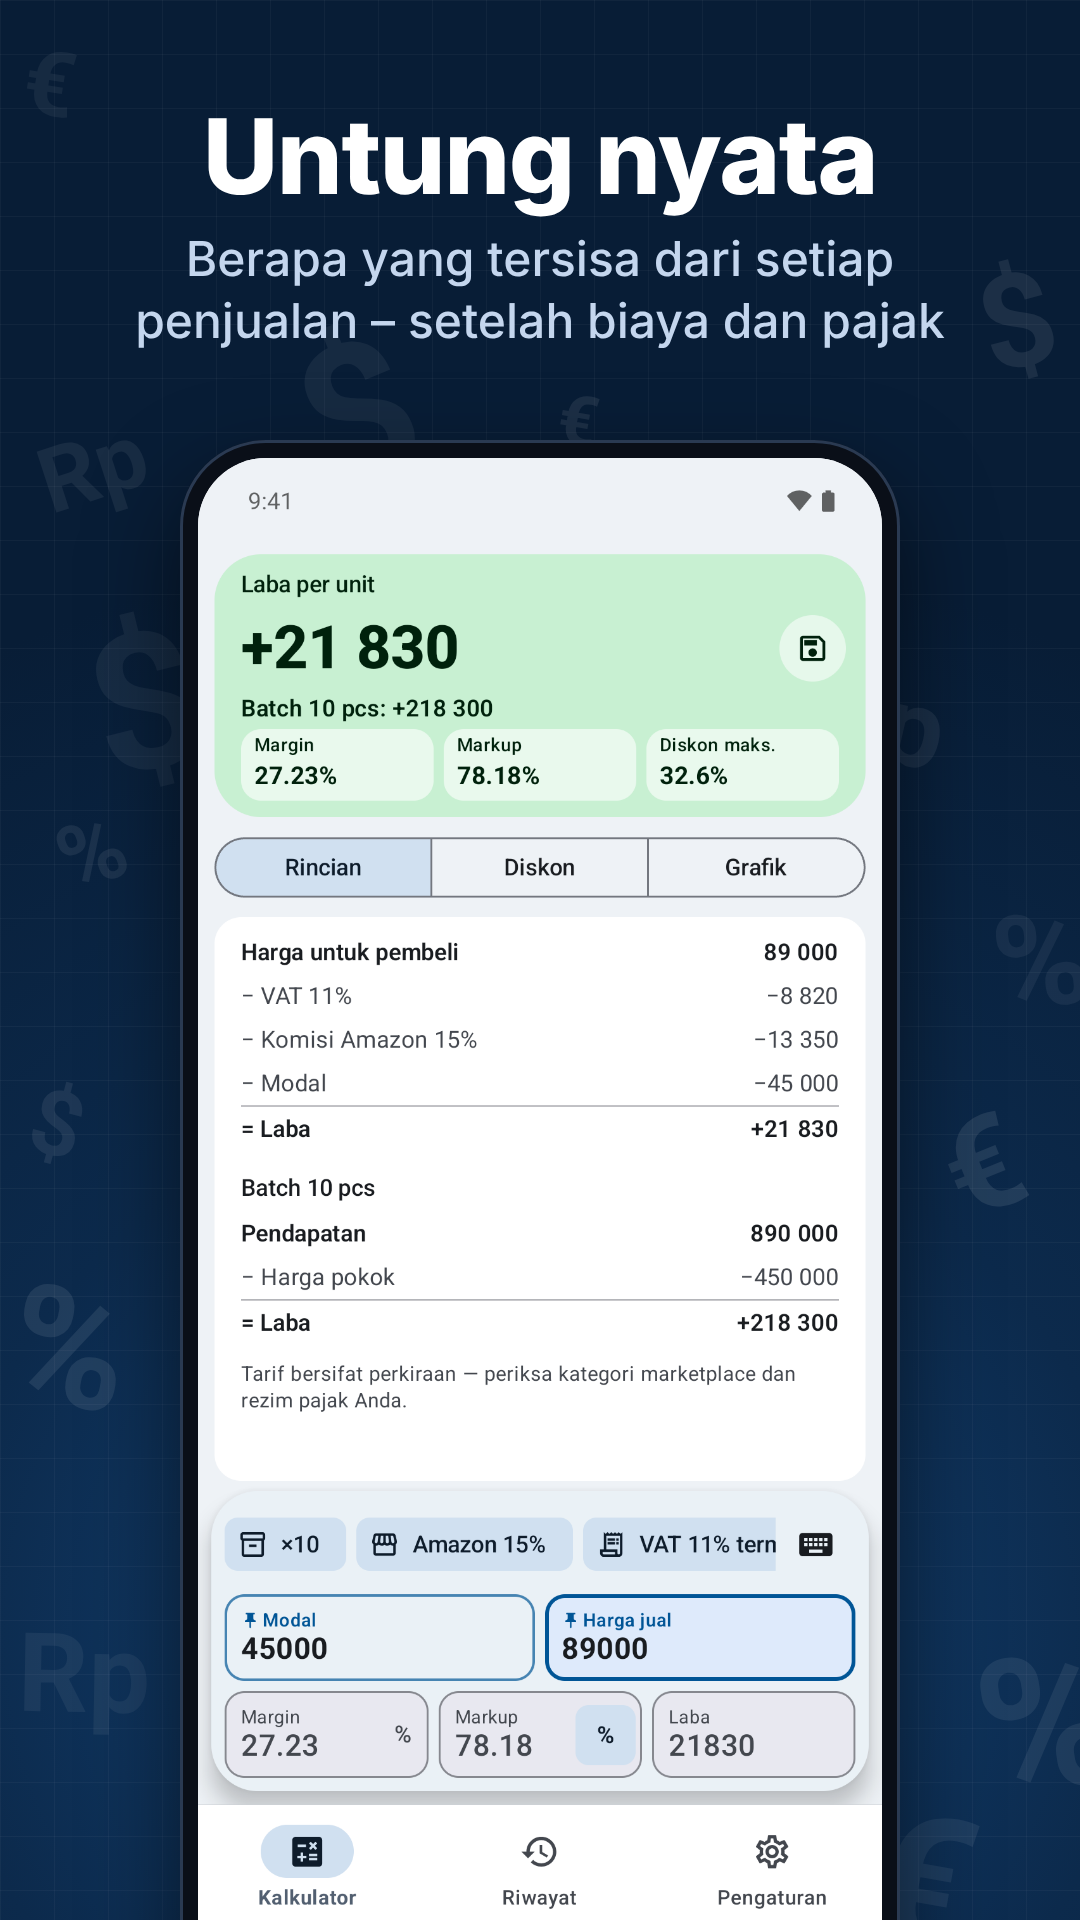 Untung nyata
Berapa yang tersisa dari setiap
penjualan – setelah biaya dan pajak
9:41
Laba per unit
+21 830
Batch 10 pcs: +218 300
Margin
27.23%
Markup
78.18%
Diskon maks.
32.6%
Rincian
Diskon
Grafik
Harga untuk pembeli 89 000
− VAT 11% −8 820
− Komisi Amazon 15% −13 350
− Modal −45 000
= Laba +21 830
Batch 10 pcs
Pendapatan 890 000
− Harga pokok −450 000
= Laba +218 300
Tarif bersifat perkiraan — periksa kategori marketplace dan
rezim pajak Anda.
×10
Amazon 15%
VAT 11% tern
Modal
45000
Harga jual
89000
Margin
27.23 %
Markup
78.18 %
Laba
21830
Kalkulator
Riwayat
Pengaturan
€
$
S
€
Rp
$
p
%
%
$
€
%
Rp
%
€